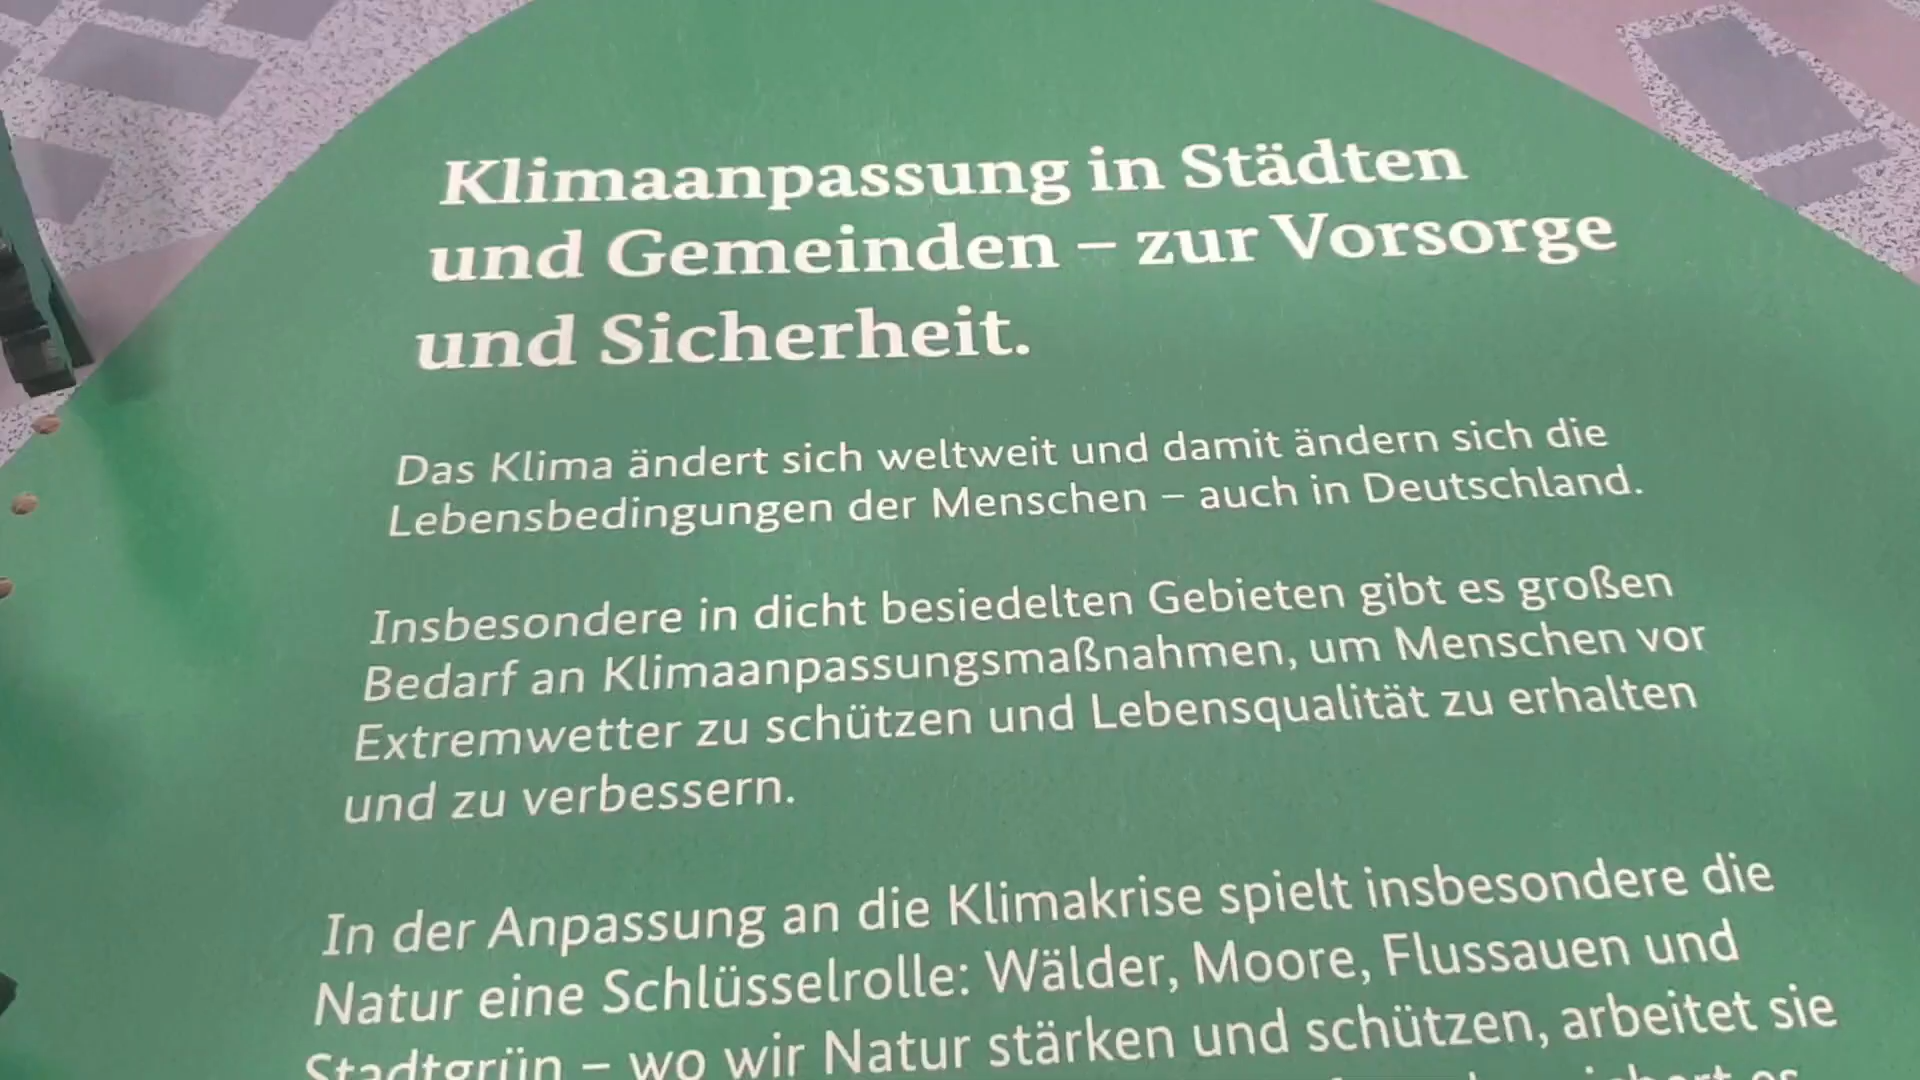 Klimaanpassung in Städten
und Gemeinden – zur Vorsorge
und Sicherheit.
Das Klima ändert sich weltweit und damit ändern sich die
Lebensbedingungen der Menschen – auch in Deutschland.
Insbesondere in dicht besiedelten Gebieten gibt es großen
Bedarf an Klimaanpassungsmaßnahmen, um Menschen vor
Extremwetter zu schützen und Lebensqualität zu erhalten
und zu verbessern.
In der Anpassung an die Klimakrise spielt insbesondere die
Natur eine Schlüsselrolle: Wälder, Moore, Flussauen und
Stadtgrün – wo wir Natur stärken und schützen, arbeitet sie
es